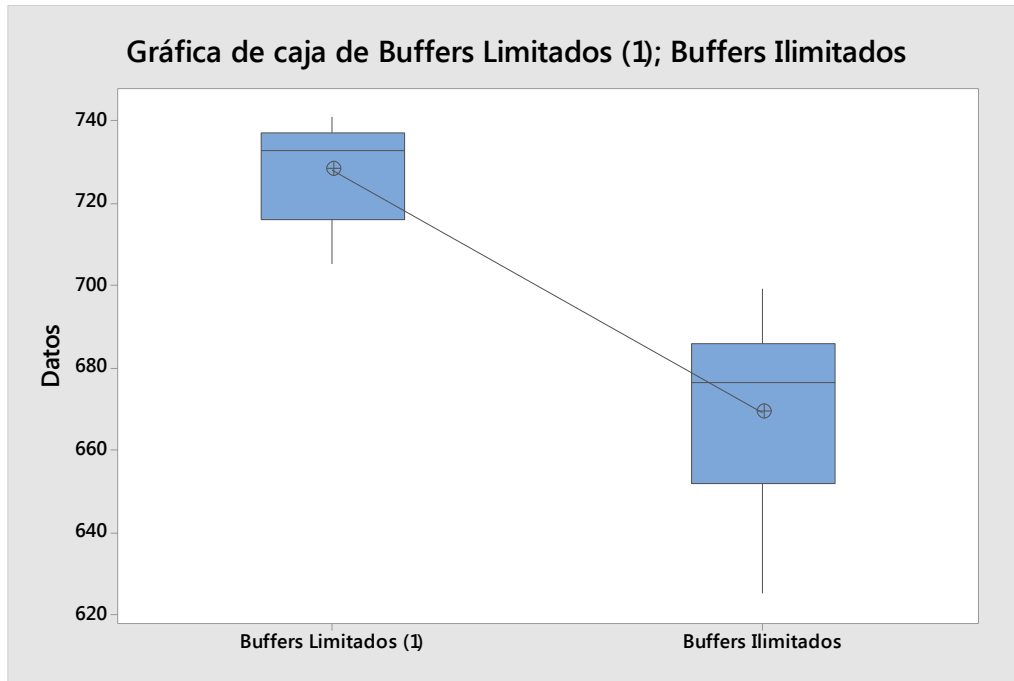 Gráfica de caja de Buffers Limitados (1); Buffers Ilimitados
740
720
700
680
660
640
620
Datos
Buffers Limitados (1)
Buffers Ilimitados